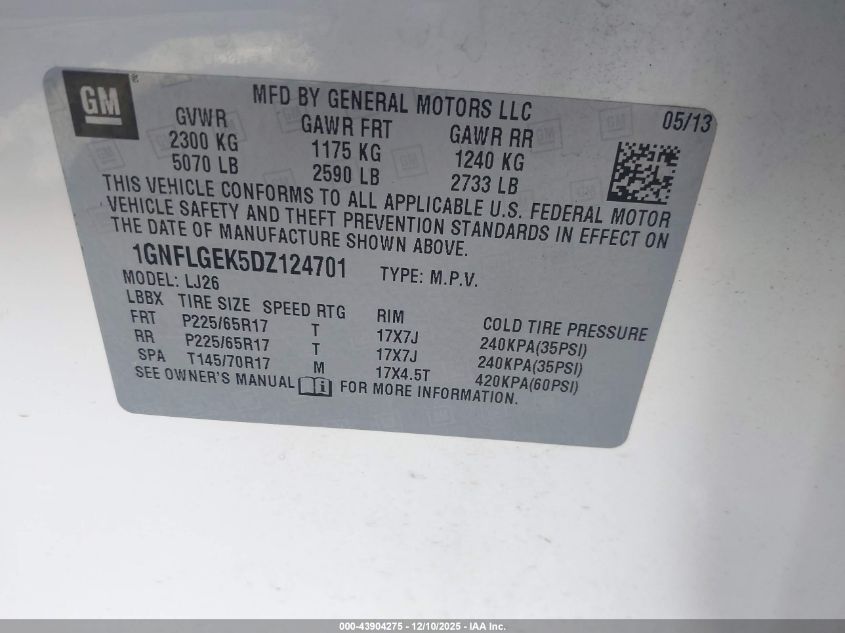 GM
MFD BY GENERAL MOTORS LLC
05/13
GVWR GAWR FRT GAWR RR
2300 KG 1175 KG 1240 KG
5070 LB 2590 LB 2733 LB
THIS VEHICLE CONFORMS TO ALL APPLICABLE U.S. FEDERAL MOTOR
VEHICLE SAFETY AND THEFT PREVENTION STANDARDS IN EFFECT ON
THE DATE OF MANUFACTURE SHOWN ABOVE.
1GNFLGEK5DZ124701 TYPE: M.P.V.
MODEL: LJ26
LBBX TIRE SIZE SPEED RTG RIM COLD TIRE PRESSURE
FRT P225/65R17 T 17X7J 240KPA(35PSI)
RR P225/65R17 T 17X7J 240KPA(35PSI)
SPA T145/70R17 M 17X4.5T 420KPA(60PSI)
SEE OWNER'S MANUAL FOR MORE INFORMATION.
000-43904275 - 12/10/2025 - IAA Inc.